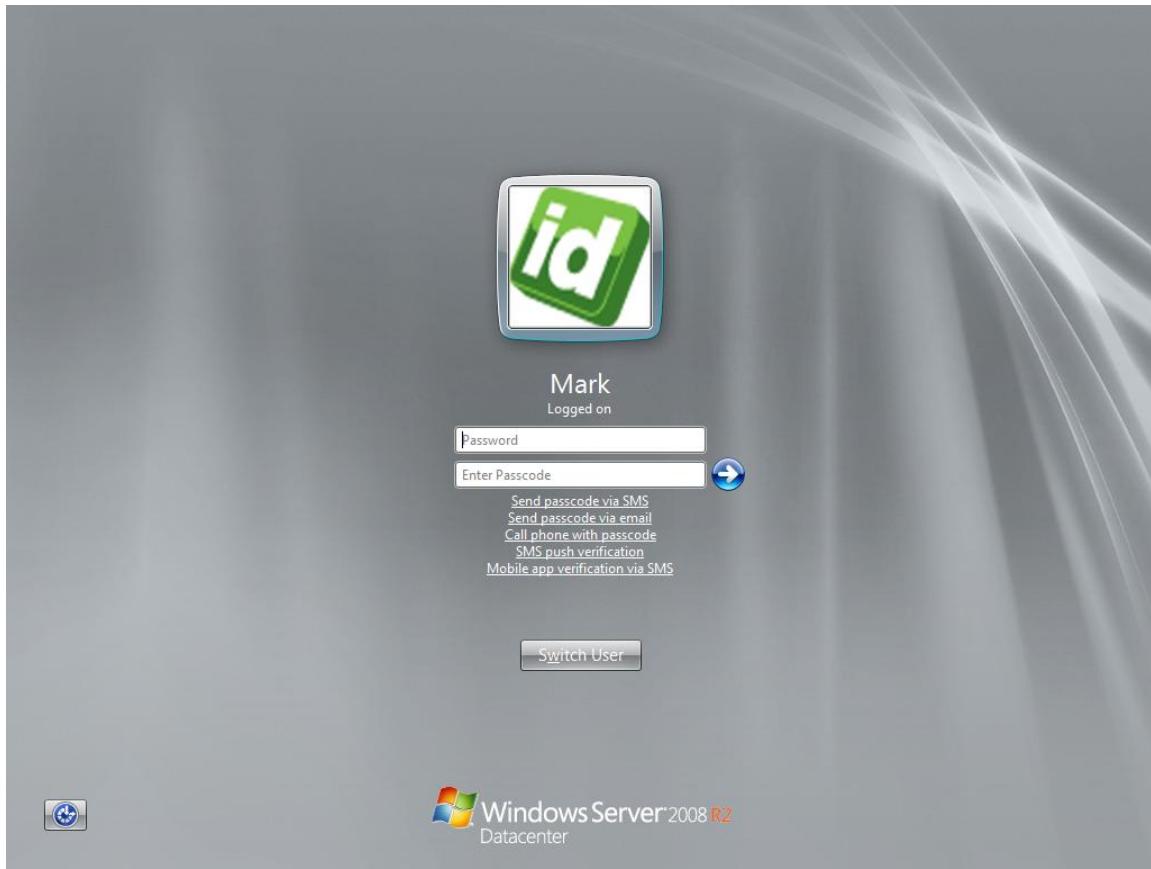 id
Mark
Logged on
Password
Enter Passcode
Send passcode via SMS
Send passcode via email
Call phone with passcode
SMS push verification
Mobile app verification via SMS
Switch User
Windows Server 2008 R2
Datacenter